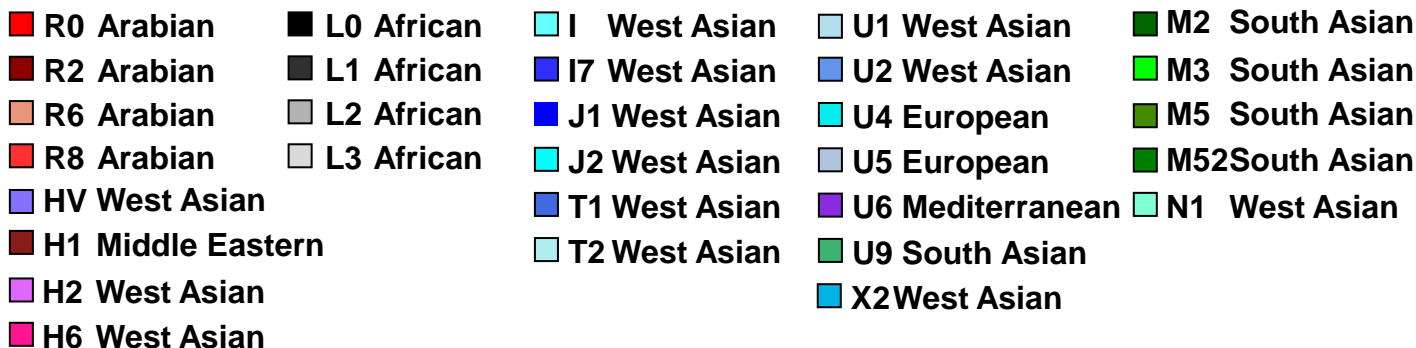 R0 Arabian
R2 Arabian
R6 Arabian
R8 Arabian
HV West Asian
H1 Middle Eastern
H2 West Asian
H6 West Asian
L0 African
L1 African
L2 African
L3 African
I West Asian
I7 West Asian
J1 West Asian
J2 West Asian
T1 West Asian
T2 West Asian
U1 West Asian
U2 West Asian
U4 European
U5 European
U6 Mediterranean
U9 South Asian
X2West Asian
M2 South Asian
M3 South Asian
M5 South Asian
M52South Asian
N1 West Asian